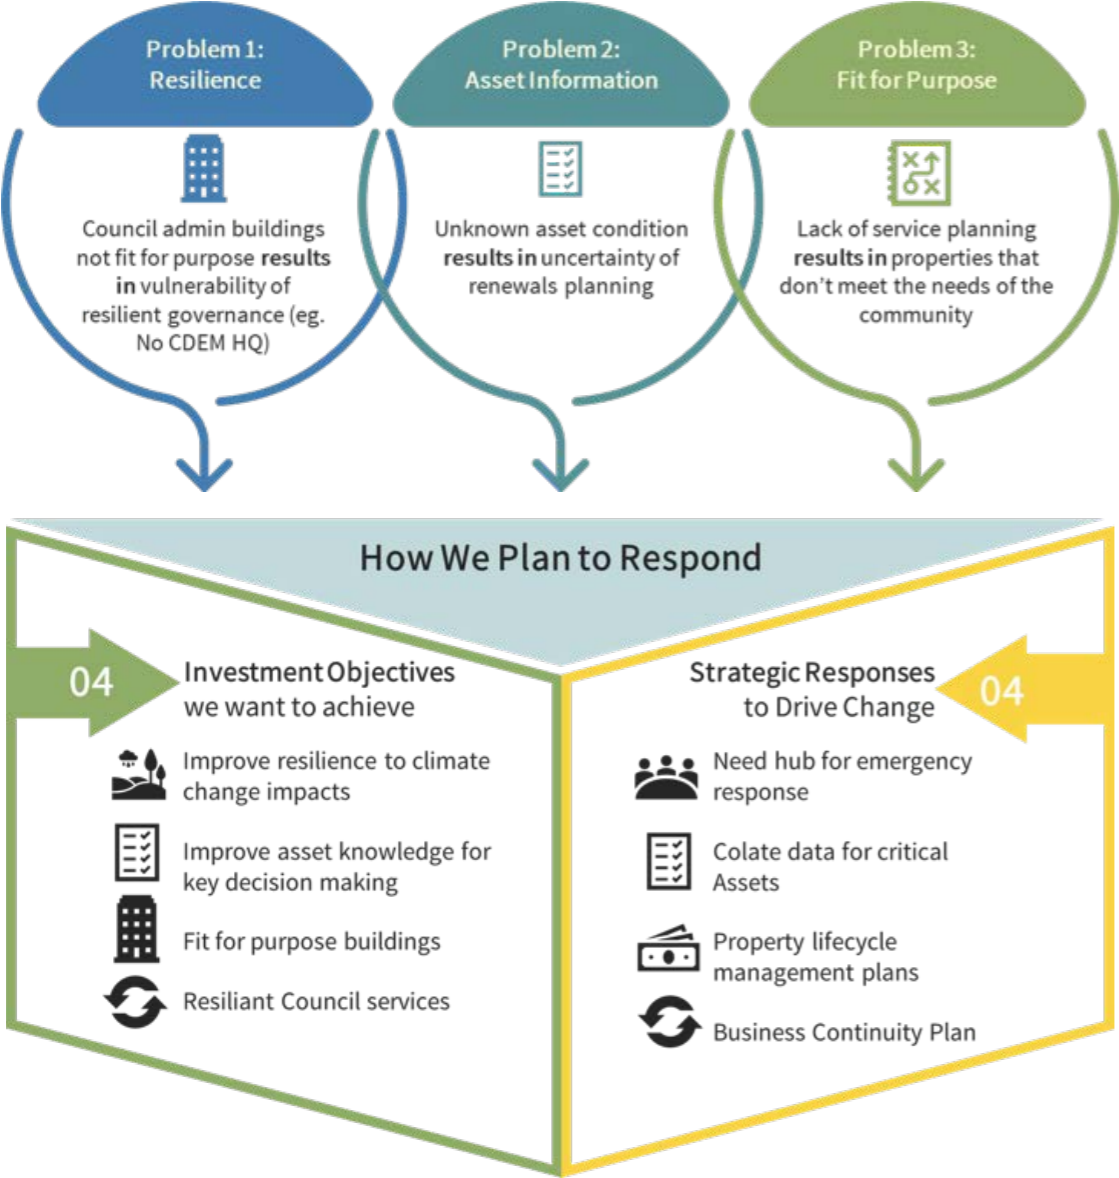 Problem 1:
Resilience
Council admin buildings
not fit for purpose results
in vulnerability of
resilient governance (eg.
No CDEM HQ)
Problem 2:
Asset Information
Unknown asset condition
results in uncertainty of
renewals planning
Problem 3:
Fit for Purpose
Lack of service planning
results in properties that
don't meet the needs of the
community
How We Plan to Respond
04
Investment Objectives
we want to achieve
Improve resilience to climate
change impacts
Improve asset knowledge for
key decision making
Fit for purpose buildings
Resiliant Council services
Strategic Responses
to Drive Change
04
Need hub for emergency
response
Colate data for critical
Assets
Property lifecycle
management plans
Business Continuity Plan